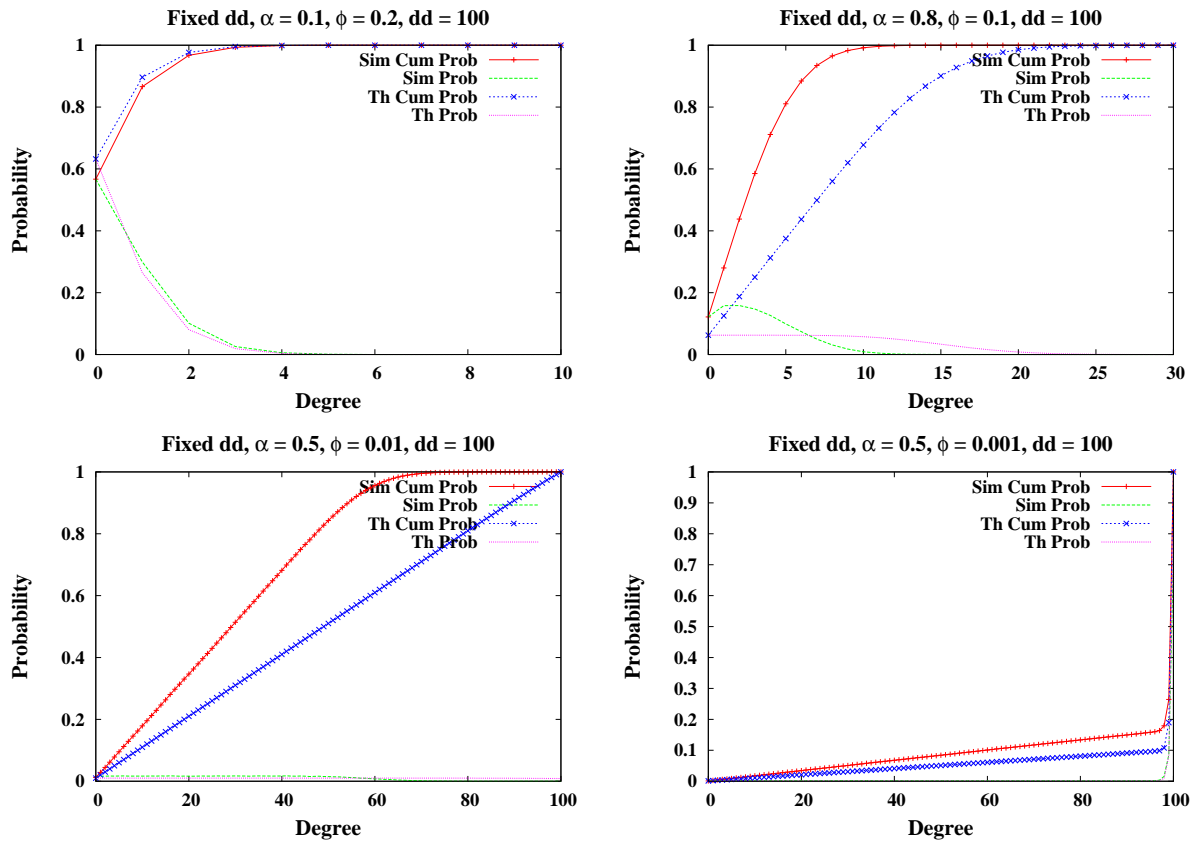 Fixed dd, α = 0.1, ϕ = 0.2, dd = 100
1
0.8
0.6
0.4
0.2
0
Probability
Sim Cum Prob
Sim Prob
Th Cum Prob
Th Prob
0 2 4 6 8 10
Degree
Fixed dd, α = 0.8, ϕ = 0.1, dd = 100
1
0.8
0.6
0.4
0.2
0
Probability
Sim Cum Prob
Sim Prob
Th Cum Prob
Th Prob
0 5 10 15 20 25 30
Degree
Fixed dd, α = 0.5, ϕ = 0.01, dd = 100
1
0.8
0.6
0.4
0.2
0
Probability
Sim Cum Prob
Sim Prob
Th Cum Prob
Th Prob
0 20 40 60 80 100
Degree
Fixed dd, α = 0.5, ϕ = 0.001, dd = 100
1
0.9
0.8
0.7
0.6
0.5
0.4
0.3
0.2
0.1
0
Probability
Sim Cum Prob
Sim Prob
Th Cum Prob
Th Prob
0 20 40 60 80 100
Degree